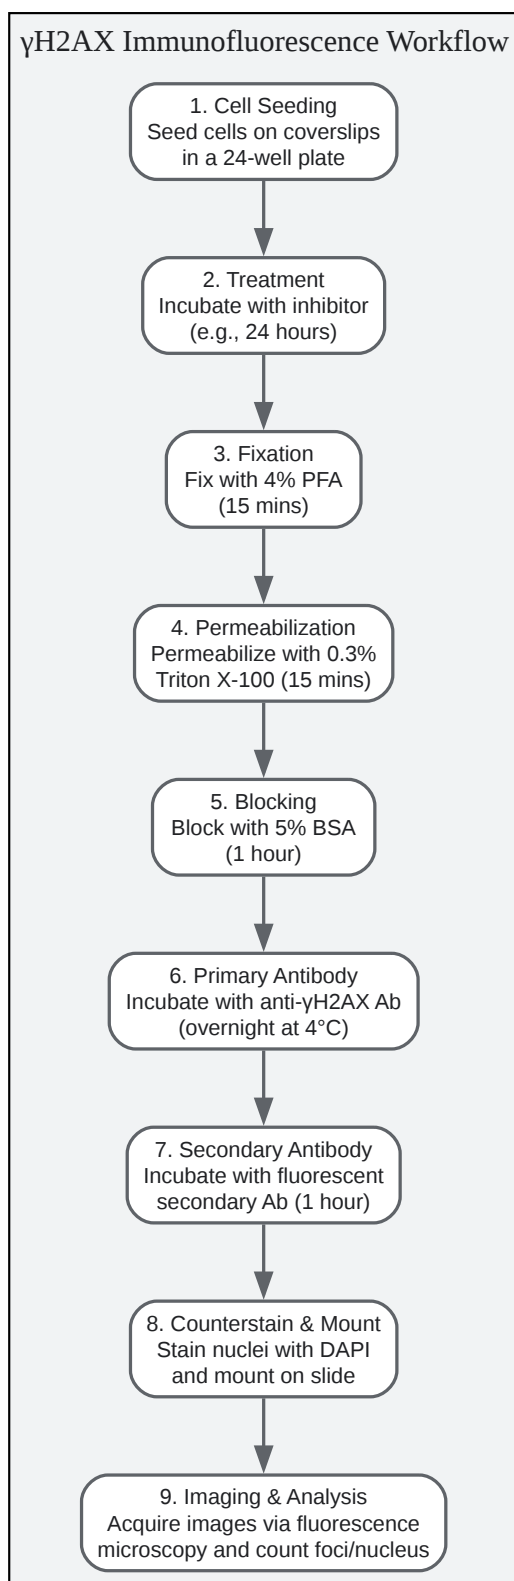 γH2AX Immunofluorescence Workflow
1. Cell Seeding
Seed cells on coverslips
in a 24-well plate
2. Treatment
Incubate with inhibitor
(e.g., 24 hours)
3. Fixation
Fix with 4% PFA
(15 mins)
4. Permeabilization
Permeabilize with 0.3%
Triton X-100 (15 mins)
5. Blocking
Block with 5% BSA
(1 hour)
6. Primary Antibody
Incubate with anti-γH2AX Ab
(overnight at 4°C)
7. Secondary Antibody
Incubate with fluorescent
secondary Ab (1 hour)
8. Counterstain & Mount
Stain nuclei with DAPI
and mount on slide
9. Imaging & Analysis
Acquire images via fluorescence
microscopy and count foci/nucleus